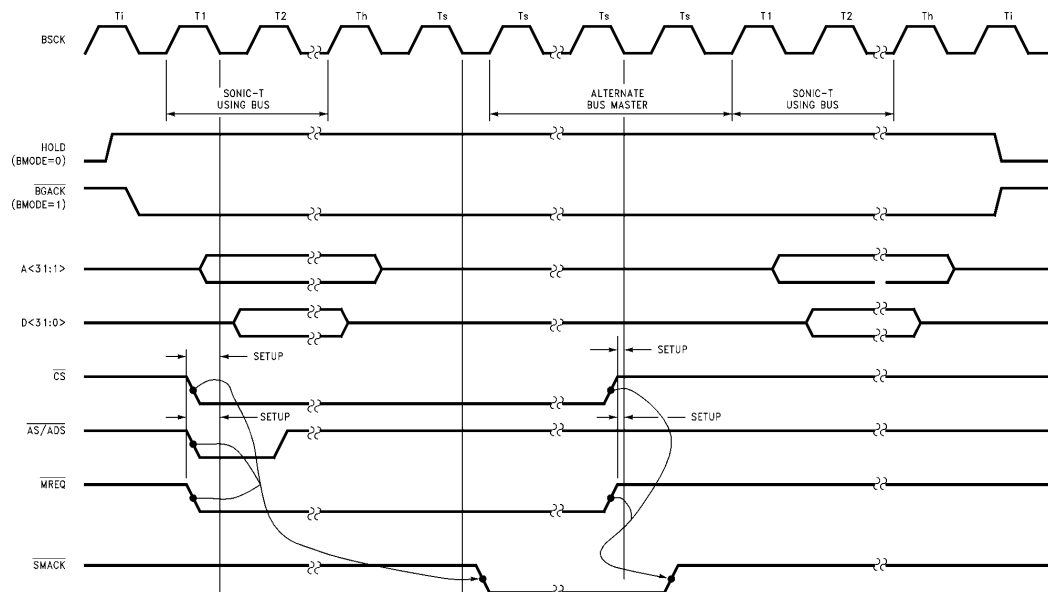 Ti T1 T2 Th Ts Ts Ts Ts T1 T2 Th Ti
BSCK
SONIC-T
USING BUS
ALTERNATE
BUS MASTER
SONIC-T
USING BUS
HOLD
(BMODE=0)
BGACK
(BMODE=1)
A<31:1>
D<31:0>
SETUP
SETUP
CS
SETUP
SETUP
AS/ADS
MREQ
SMACK